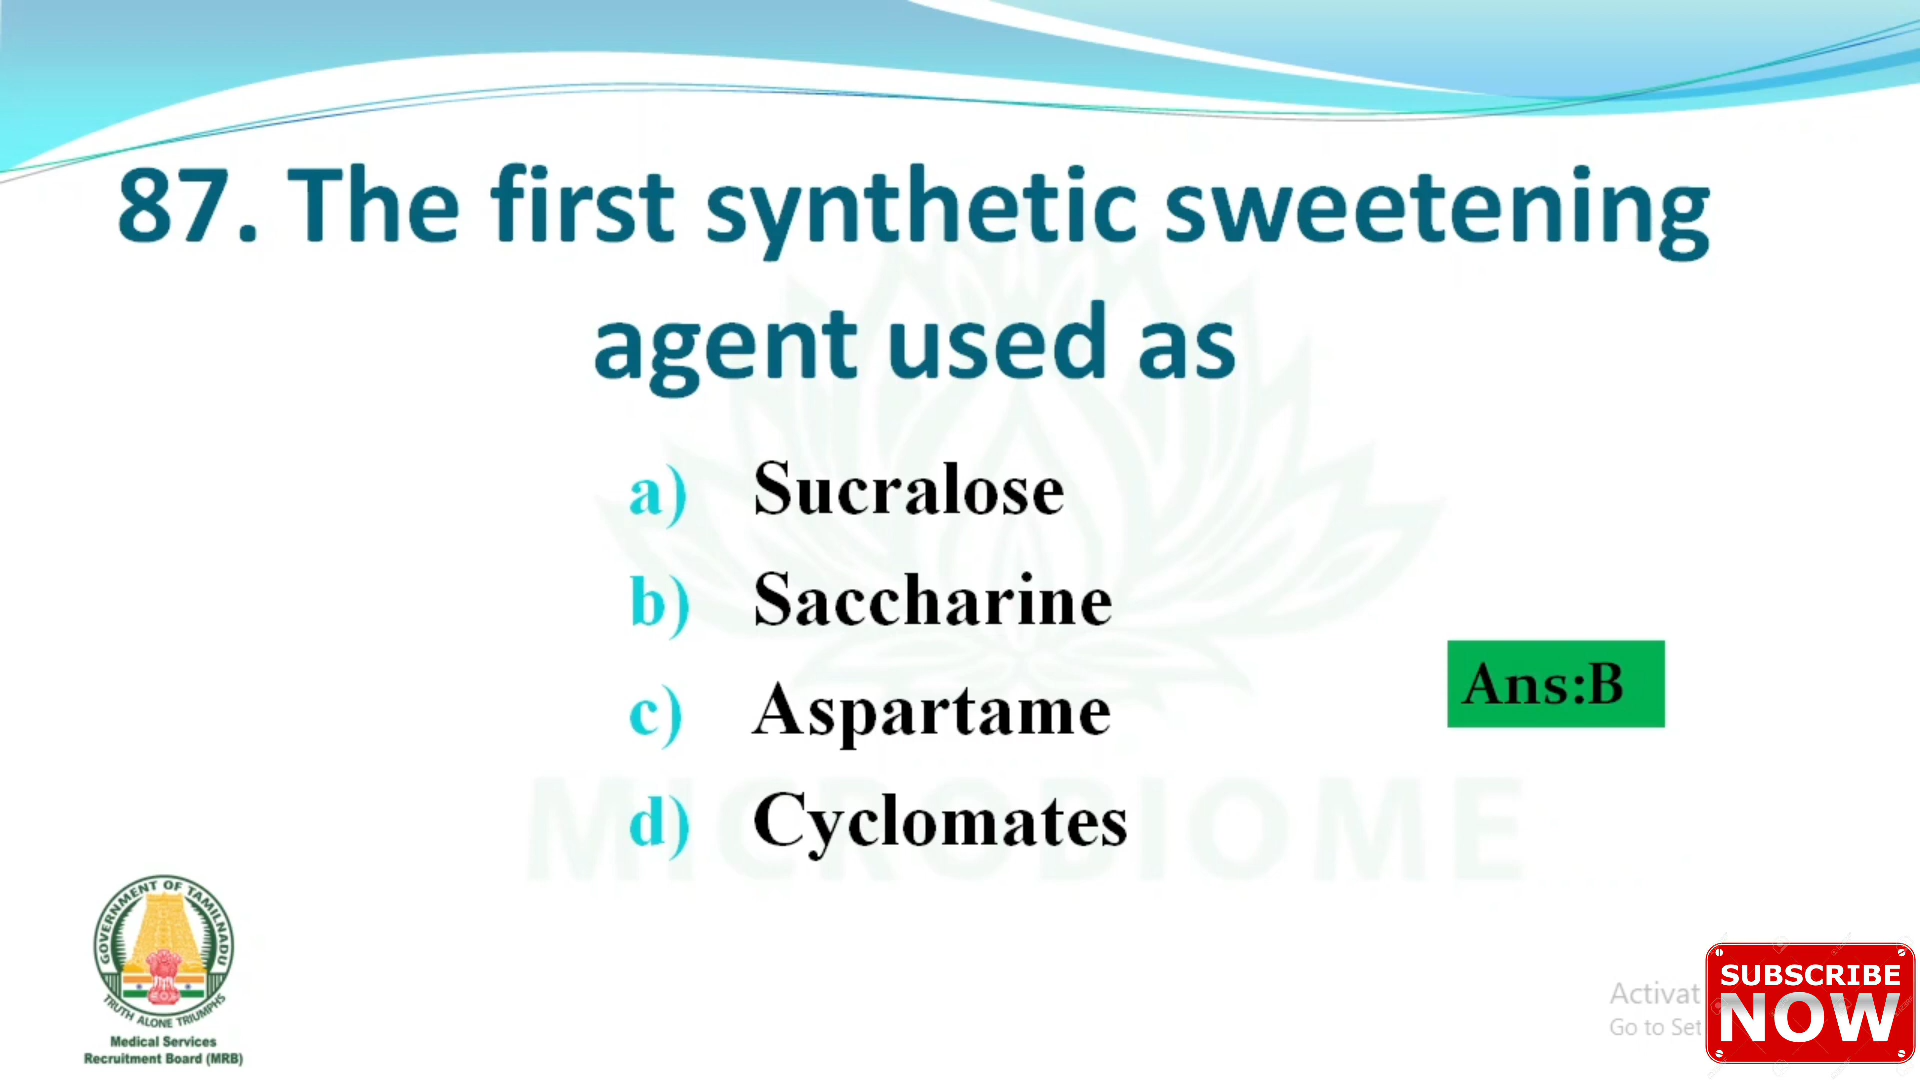 87. The first synthetic sweetening
agent used as
a) Sucralose
b) Saccharine
c) Aspartame
d) Cyclomates
Ans:B
MICROBIOME
GOVERNMENT OF TAMILNADU
TRUTH ALONE TRIUMPHS
Medical Services
Recruitment Board (MRB)
Activat
Go to Set
SUBSCRIBE
NOW